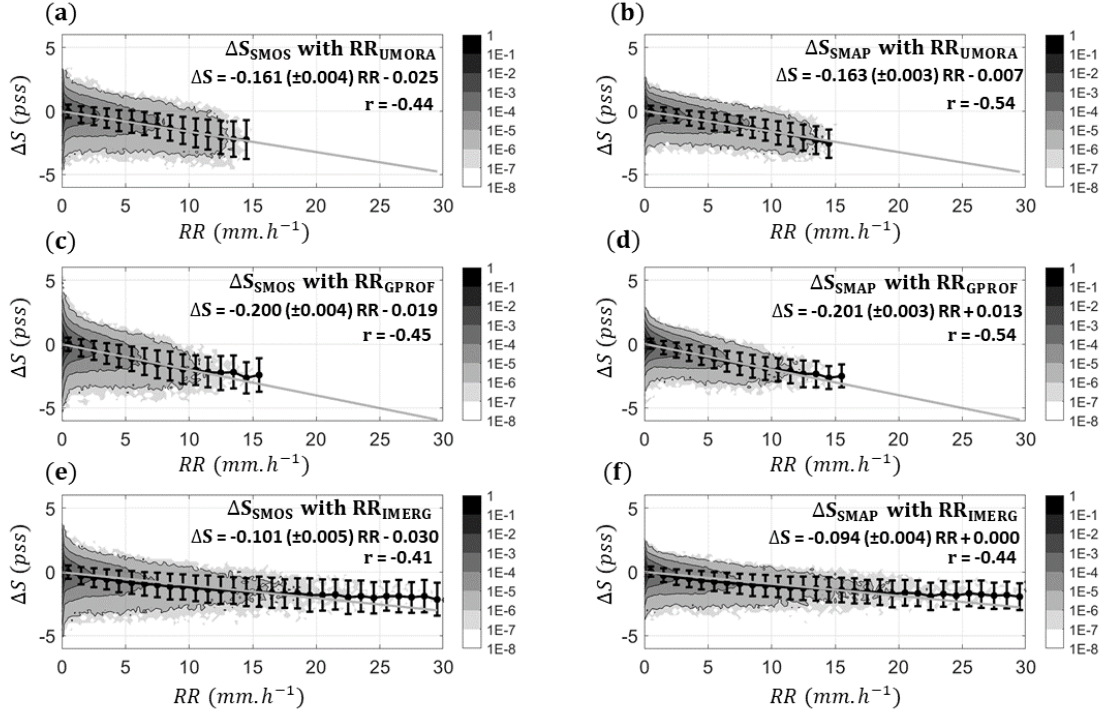 (a)
ΔS_SMOS with RR_UMORA
ΔS = -0.161 (±0.004) RR - 0.025
r = -0.44
5
0
-5
ΔS (pss)
0 5 10 15 20 25 30
RR (mm.h⁻¹)
1
1E-1
1E-2
1E-3
1E-4
1E-5
1E-6
1E-7
1E-8
(b)
ΔS_SMAP with RR_UMORA
ΔS = -0.163 (±0.003) RR - 0.007
r = -0.54
5
0
-5
ΔS (pss)
0 5 10 15 20 25 30
RR (mm.h⁻¹)
1
1E-1
1E-2
1E-3
1E-4
1E-5
1E-6
1E-7
1E-8
(c)
ΔS_SMOS with RR_GPROF
ΔS = -0.200 (±0.004) RR - 0.019
r = -0.45
5
0
-5
ΔS (pss)
0 5 10 15 20 25 30
RR (mm.h⁻¹)
1
1E-1
1E-2
1E-3
1E-4
1E-5
1E-6
1E-7
1E-8
(d)
ΔS_SMAP with RR_GPROF
ΔS = -0.201 (±0.003) RR + 0.013
r = -0.54
5
0
-5
ΔS (pss)
0 5 10 15 20 25 30
RR (mm.h⁻¹)
1
1E-1
1E-2
1E-3
1E-4
1E-5
1E-6
1E-7
1E-8
(e)
ΔS_SMOS with RR_IMERG
ΔS = -0.101 (±0.005) RR - 0.030
r = -0.41
5
0
-5
ΔS (pss)
0 5 10 15 20 25 30
RR (mm.h⁻¹)
1
1E-1
1E-2
1E-3
1E-4
1E-5
1E-6
1E-7
1E-8
(f)
ΔS_SMAP with RR_IMERG
ΔS = -0.094 (±0.004) RR + 0.000
r = -0.44
5
0
-5
ΔS (pss)
0 5 10 15 20 25 30
RR (mm.h⁻¹)
1
1E-1
1E-2
1E-3
1E-4
1E-5
1E-6
1E-7
1E-8